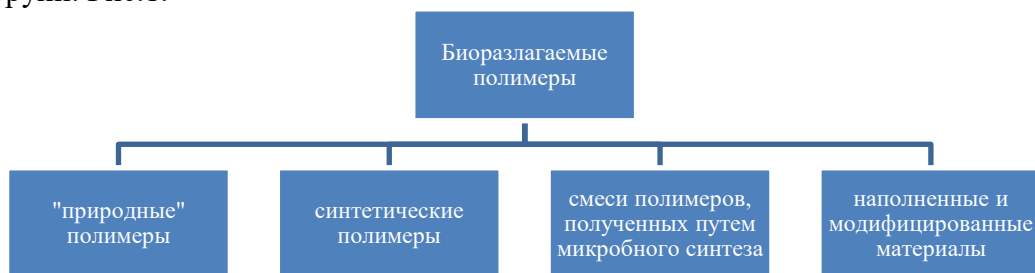 Биоразлагаемые
полимеры
"природные"
полимеры
синтетические
полимеры
смеси полимеров,
полученных путем
микробного синтеза
наполненные и
модифицированные
материалы